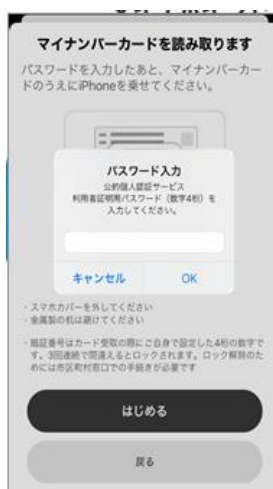 マイナンバーカードを読み取ります
パスワードを入力したあと、マイナンバーカー
ドのうえにiPhoneを乗せてください。
パスワード入力
公的個人認証サービス
利用者証明用パスワード（数字4桁）を
入力してください。
キャンセル
OK
・スマホカバーを外してください
・金属製の机は避けてください
・暗証番号はカード受取の際にご自身で設定した4桁の数字で
す。3回連続で間違えるとロックされます。ロック解除のた
めには市区町村窓口での手続きが必要です
はじめる
戻る